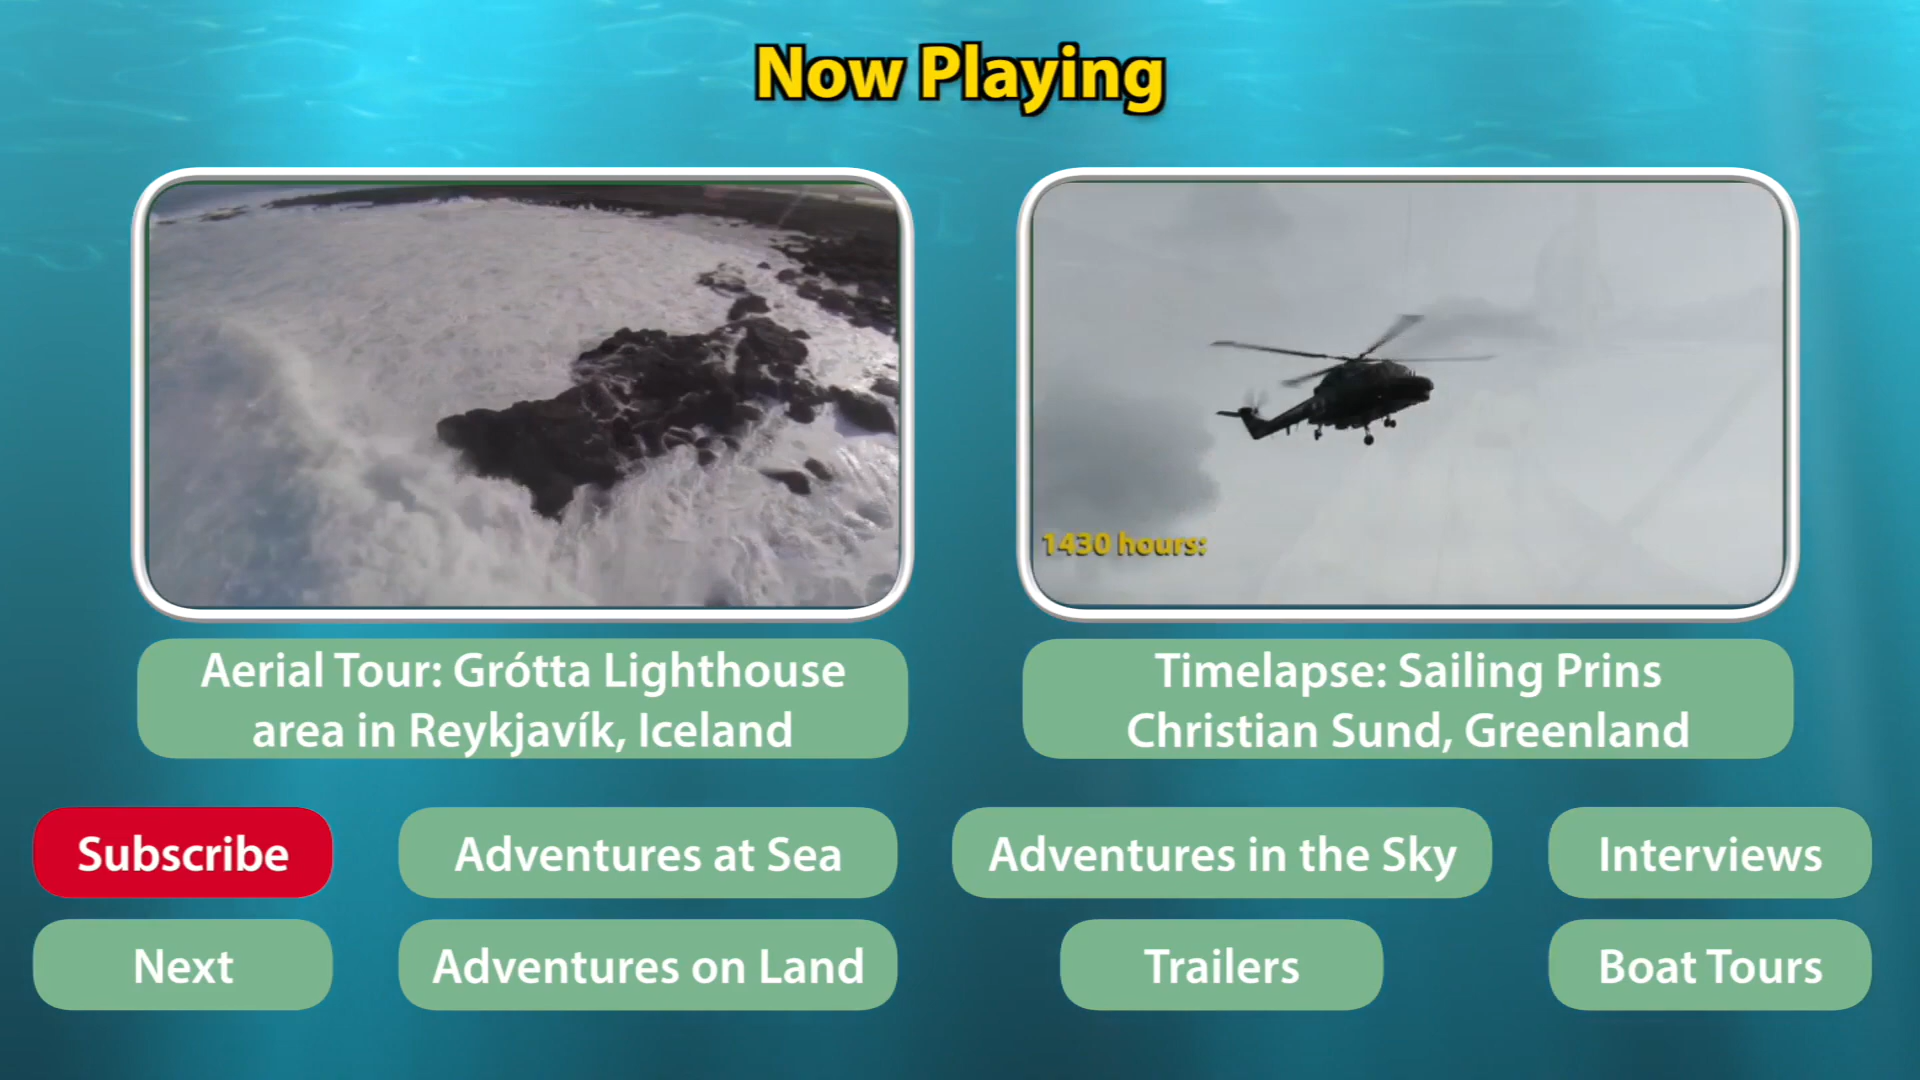 Now Playing
1430 hours:
Aerial Tour: Grótta Lighthouse
area in Reykjavík, Iceland
Timelapse: Sailing Prins
Christian Sund, Greenland
Subscribe
Adventures at Sea
Adventures in the Sky
Interviews
Next
Adventures on Land
Trailers
Boat Tours